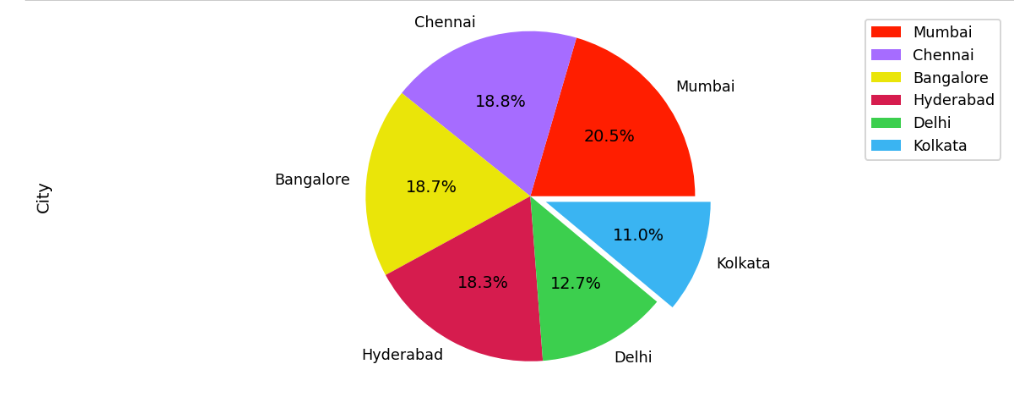 Chennai
Mumbai
18.8%
20.5%
Bangalore
18.7%
City
11.0%
Kolkata
18.3%
12.7%
Hyderabad
Delhi
Mumbai
Chennai
Bangalore
Hyderabad
Delhi
Kolkata